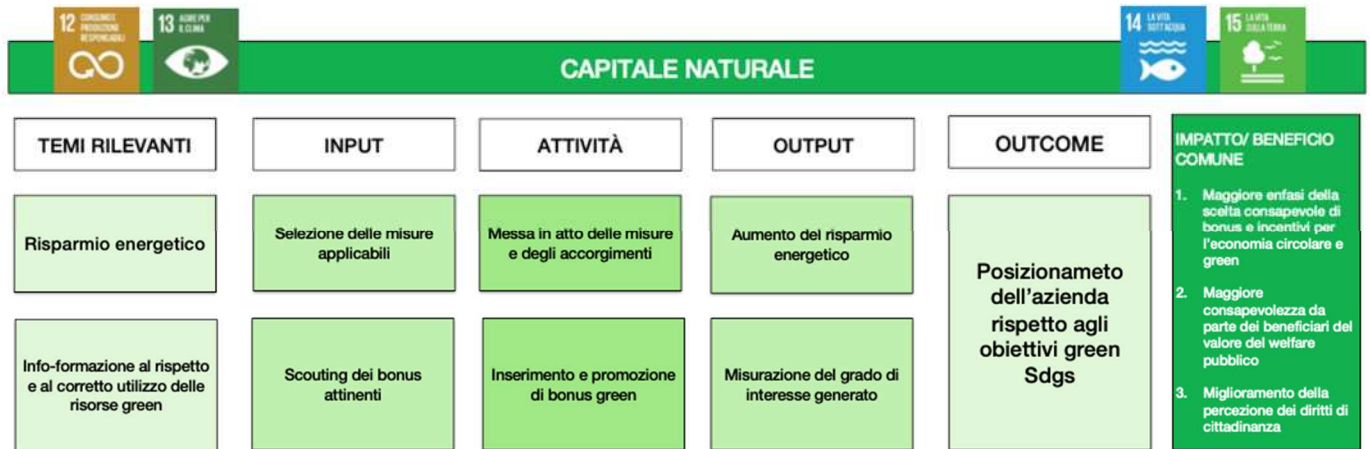 12 CONSUMO E
PRODUZIONE
RESPONSABILI
13 AGIRE PER
IL CLIMA
CAPITALE NATURALE
14 LA VITA
SOTT'ACQUA
15 LA VITA
SULLA TERRA
TEMI RILEVANTI
INPUT
ATTIVITÀ
OUTPUT
OUTCOME
IMPATTO/ BENEFICIO
COMUNE
Risparmio energetico
Selezione delle misure
applicabili
Messa in atto delle misure
e degli accorgimenti
Aumento del risparmio
energetico
Info-formazione al rispetto
e al corretto utilizzo delle
risorse green
Scouting dei bonus
attinenti
Inserimento e promozione
di bonus green
Misurazione del grado di
interesse generato
Posizionameto
dell'azienda
rispetto agli
obiettivi green
Sdgs
1. Maggiore enfasi della
scelta consapevole di
bonus e incentivi per
l'economia circolare e
green
2. Maggiore
consapevolezza da
parte dei beneficiari del
valore del welfare
pubblico
3. Miglioramento della
percezione dei diritti di
cittadinanza